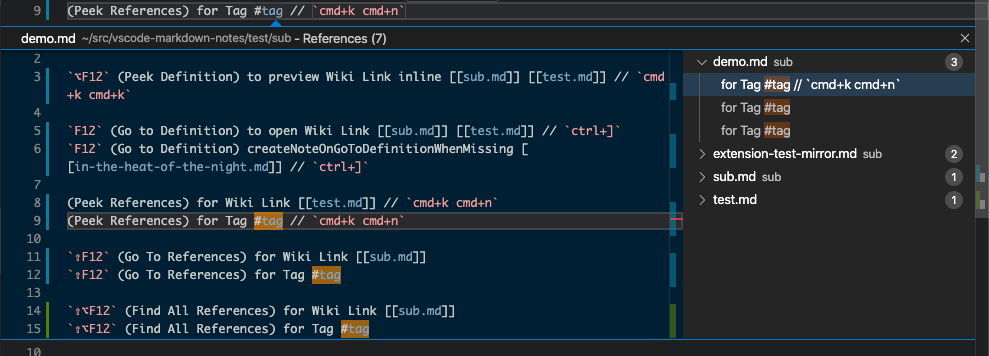 9 (Peek References) for Tag #tag // `cmd+k cmd+n`
demo.md ~/src/vscode-markdown-notes/test/sub - References (7)
2
3 `⌥F12` (Peek Definition) to preview Wiki Link inline [[sub.md]] [[test.md]] // `cmd
+k cmd+k`
4
5 `F12` (Go to Definition) to open Wiki Link [[sub.md]] [[test.md]] // `ctrl+]`
6 `F12` (Go to Definition) createNoteOnGoToDefinitionWhenMissing [
[in-the-heat-of-the-night.md]] // `ctrl+]`
7
8 (Peek References) for Wiki Link [[test.md]] // `cmd+k cmd+n`
9 (Peek References) for Tag #tag // `cmd+k cmd+n`
10
11 `⇧F12` (Go To References) for Wiki Link [[sub.md]]
12 `⇧F12` (Go To References) for Tag #tag
13
14 `⇧⌥F12` (Find All References) for Wiki Link [[sub.md]]
15 `⇧⌥F12` (Find All References) for Tag #tag
demo.md sub 3
for Tag #tag // `cmd+k cmd+n`
for Tag #tag
for Tag #tag
extension-test-mirror.md sub 2
sub.md sub 1
test.md 1
10